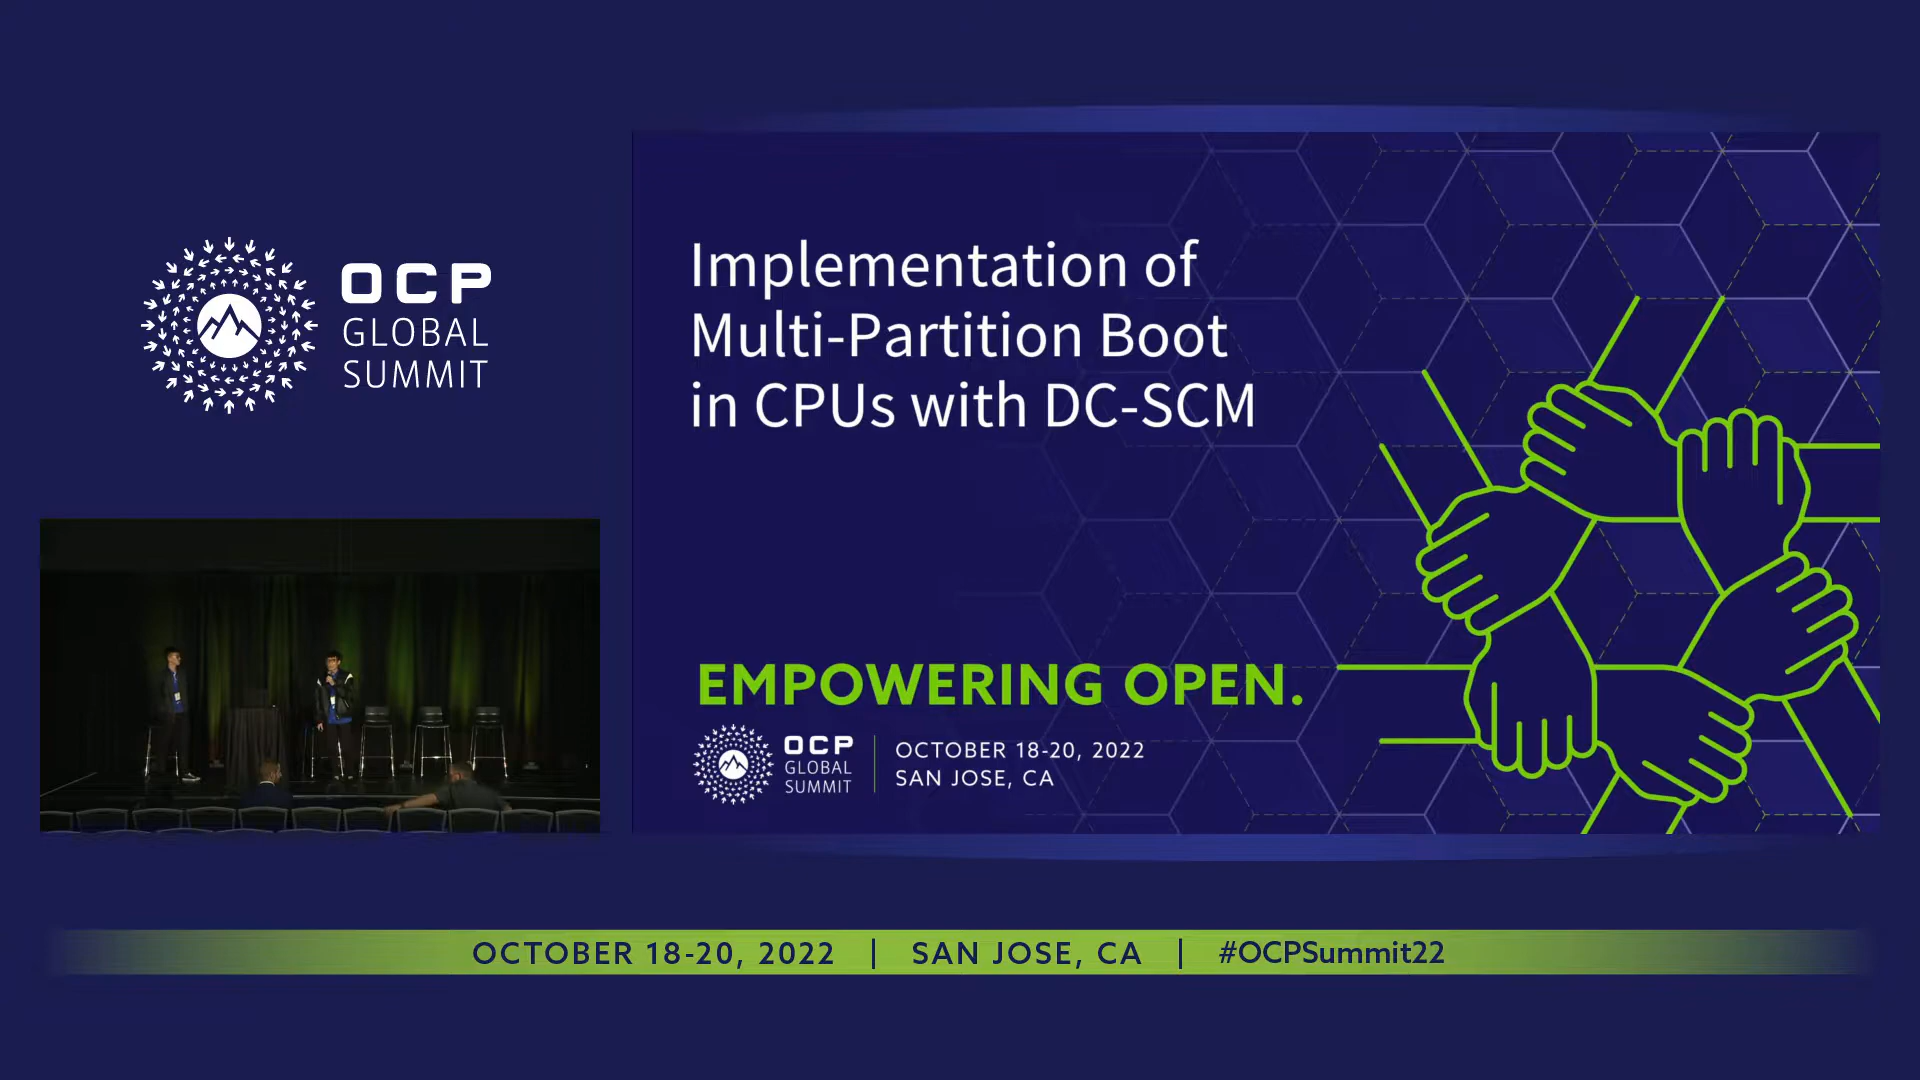 OCP
GLOBAL
SUMMIT
Implementation of
Multi-Partition Boot
in CPUs with DC-SCM
EMPOWERING OPEN.
OCP
GLOBAL
SUMMIT
OCTOBER 18-20, 2022
SAN JOSE, CA
OCTOBER 18-20, 2022 | SAN JOSE, CA | #OCPSummit22